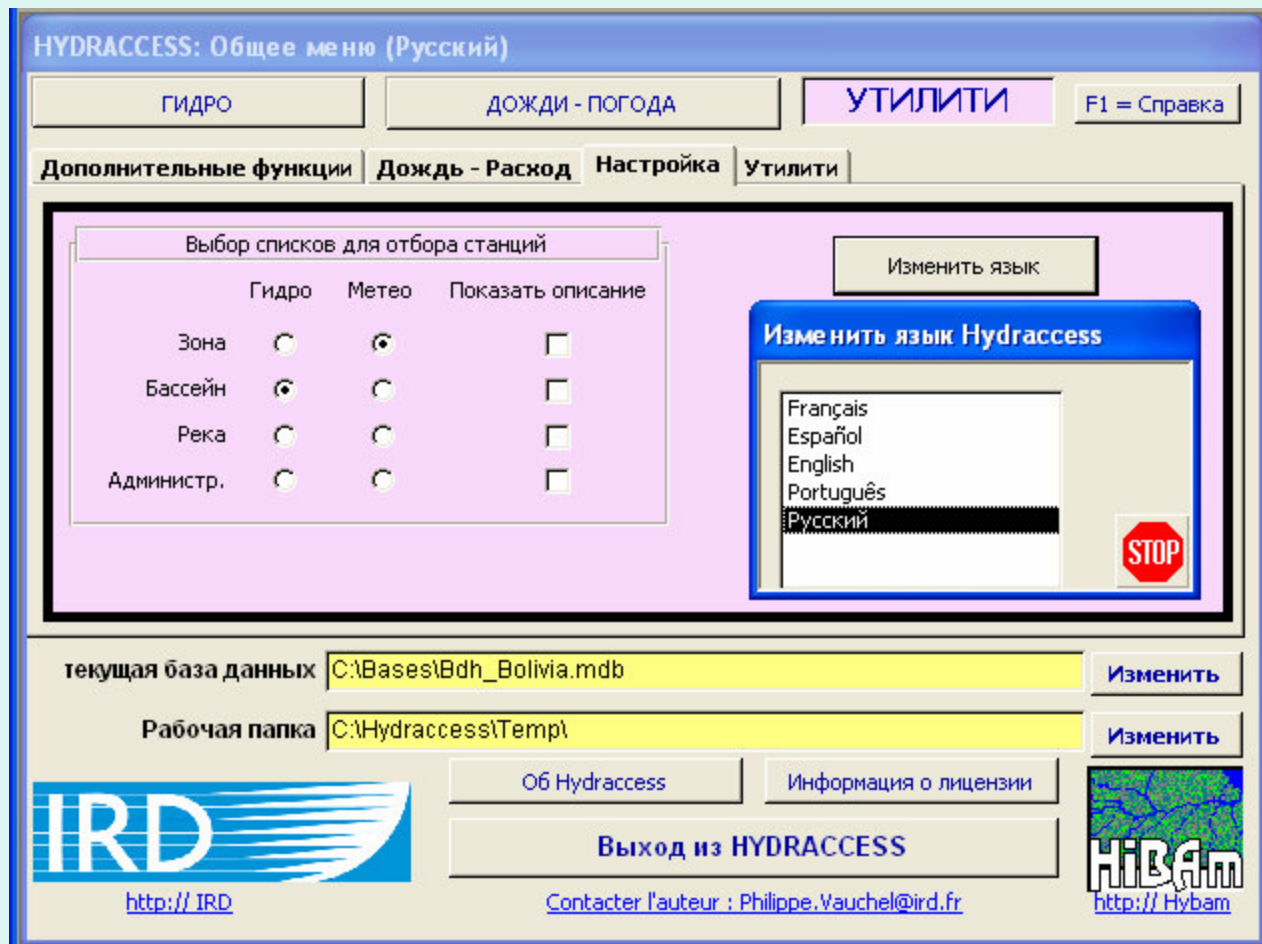 HYDRACCESS: Общее меню (Русский)
ГИДРО ДОЖДИ - ПОГОДА УТИЛИТИ F1 = Справка
Дополнительные функции Дождь - Расход Настройка Утилити
Выбор списков для отбора станций
Изменить язык
Гидро Метео Показать описание
Изменить язык Hydraccess
Зона
Бассейн
Река
Администр.
Français
Español
English
Português
Русский
STOP
текущая база данных C:\Bases\Bdh_Bolivia.mdb Изменить
Рабочая папка C:\Hydraccess\Temp\ Изменить
Об Hydraccess Информация о лицензии
IRD Выход из HYDRACCESS HiBAm
http:// IRD Contacter l'auteur : Philippe.Vauchel@ird.fr http:// Hybam